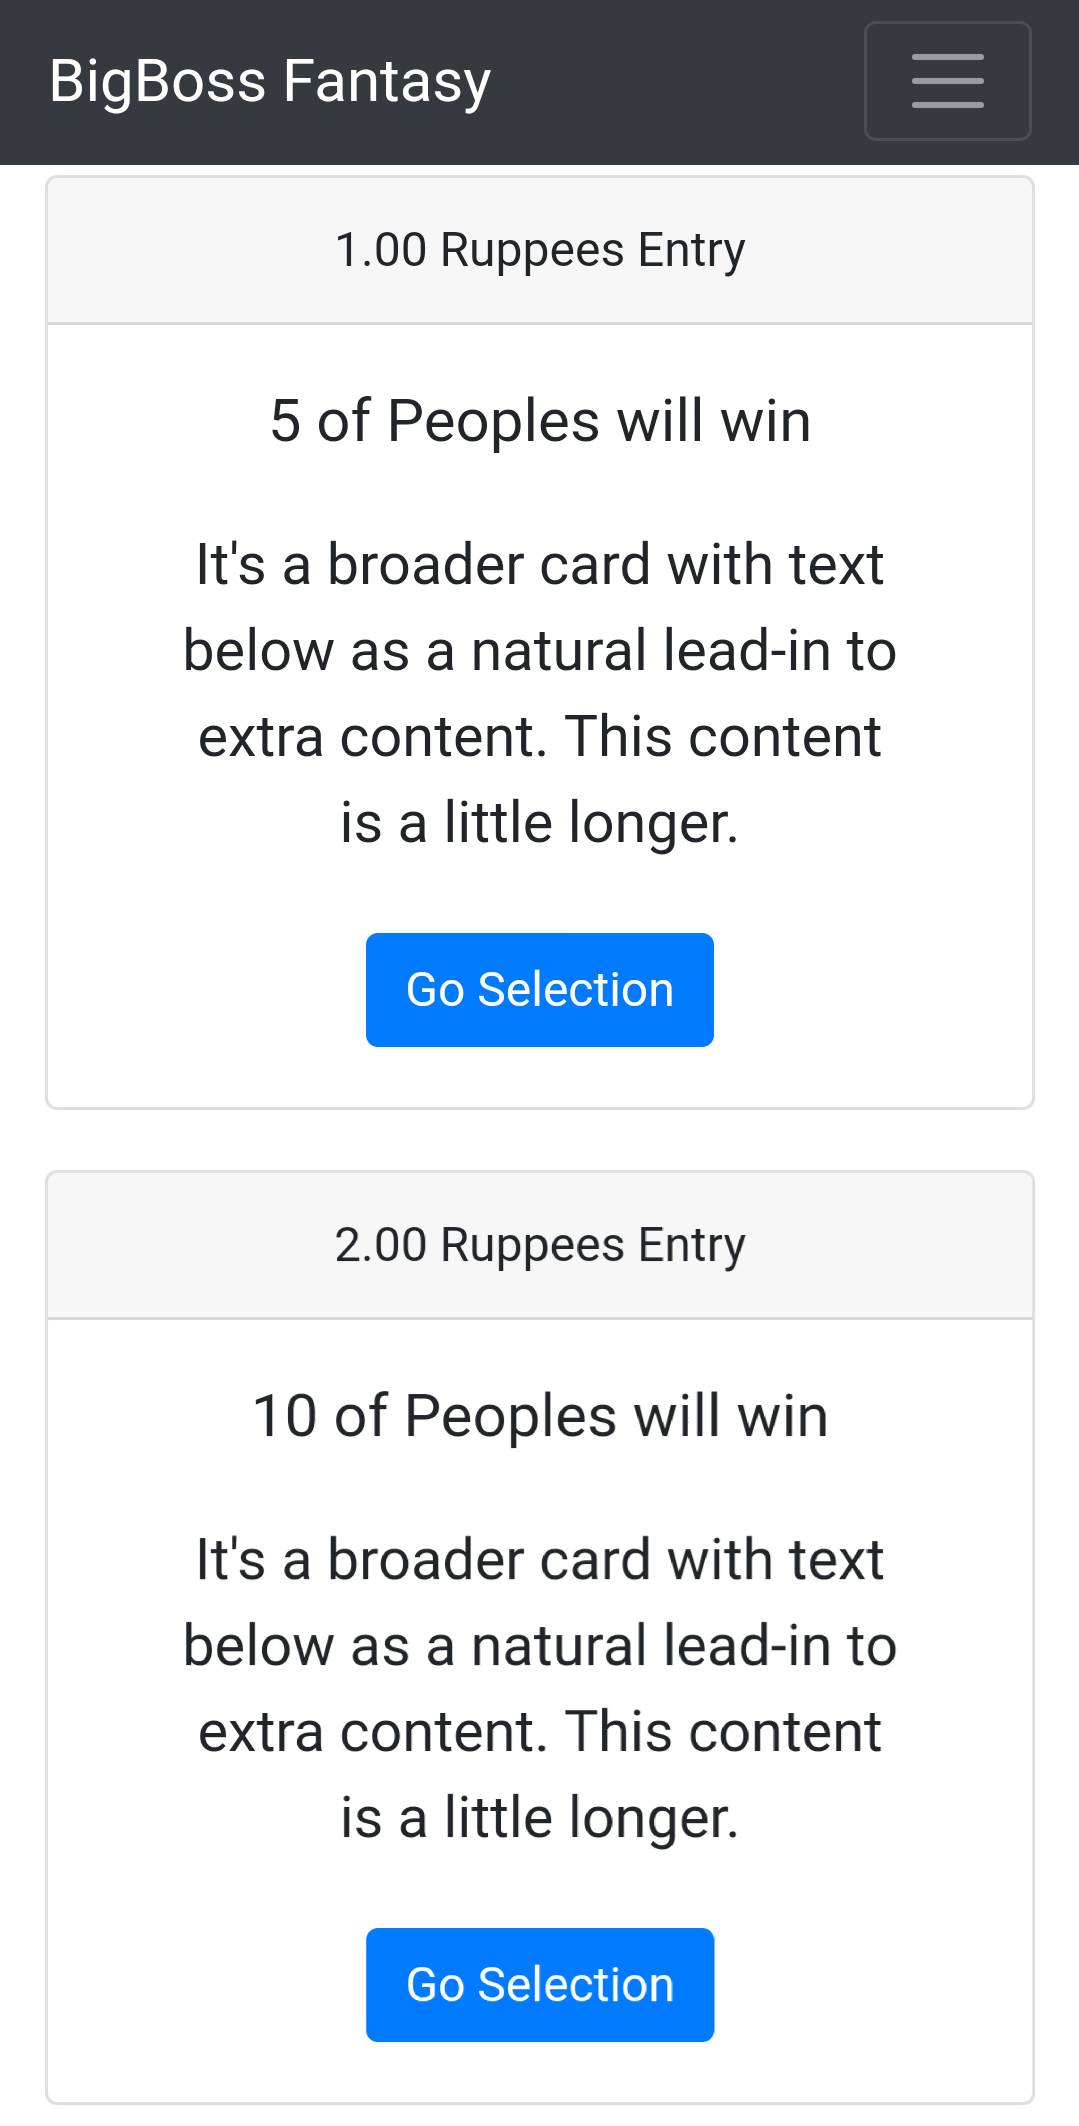 BigBoss Fantasy
1.00 Ruppees Entry
5 of Peoples will win
It's a broader card with text
below as a natural lead-in to
extra content. This content
is a little longer.
Go Selection
2.00 Ruppees Entry
10 of Peoples will win
It's a broader card with text
below as a natural lead-in to
extra content. This content
is a little longer.
Go Selection